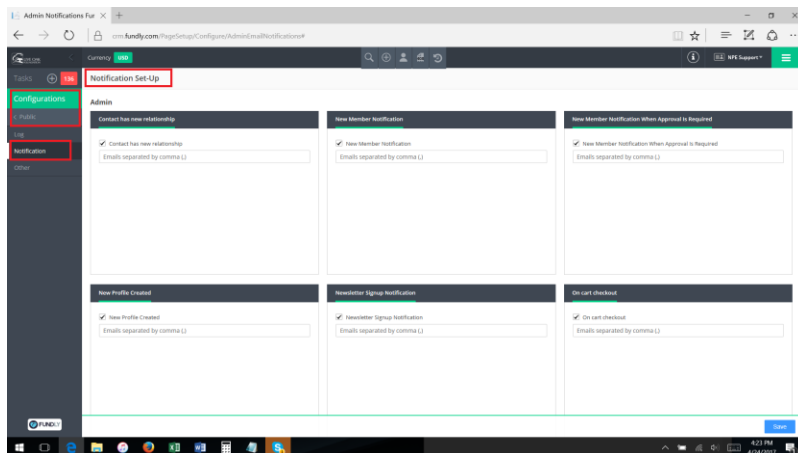 Admin Notifications Fur
crm.fundly.com/PageSetup/Configure/AdminEmailNotifications#
Currency USD
NPE Support
Tasks 136
Notification Set-Up
Configurations
< Public
Log
Notification
Other
Admin
Contact has new relationship
New Member Notification
New Member Notification When Approval Is Required
Contact has new relationship
New Member Notification
New Member Notification When Approval Is Required
Emails separated by comma (,)
Emails separated by comma (,)
Emails separated by comma (,)
New Profile Created
Newsletter Signup Notification
On cart checkout
New Profile Created
Newsletter Signup Notification
On cart checkout
Emails separated by comma (,)
Emails separated by comma (,)
Emails separated by comma (,)
FUNDLY
Save
4:23 PM
4/24/2017